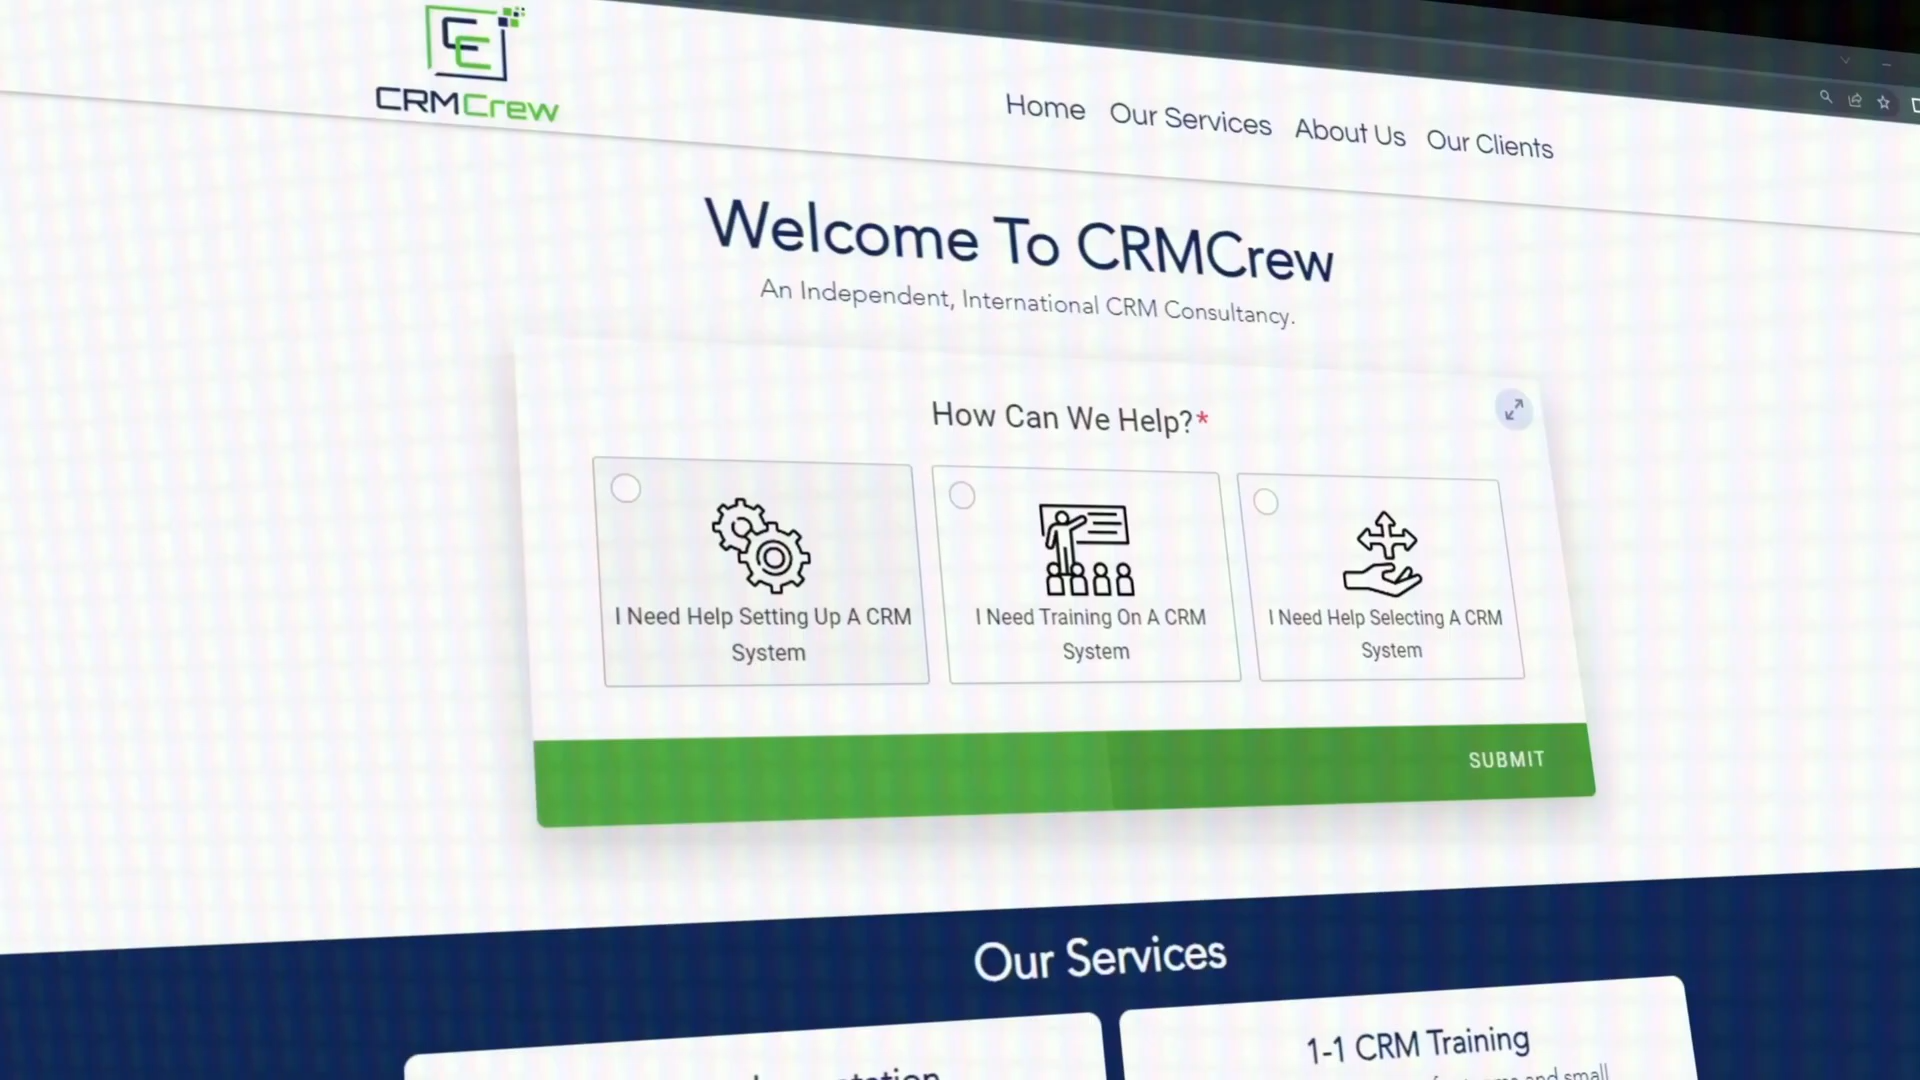 CRMCrew
Home Our Services About Us Our Clients
Welcome To CRMCrew
An Independent, International CRM Consultancy.
How Can We Help?*
I Need Help Setting Up A CRM
System
I Need Training On A CRM
System
I Need Help Selecting A CRM
System
SUBMIT
Our Services
1-1 CRM Training
and small